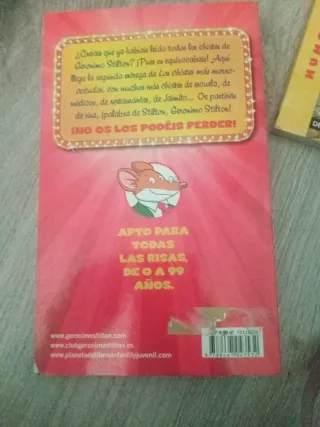 ¿Creíais que ya habíais leído todos los chistes de
Geronimo Stilton? ¡Pues os equivocabais! Aquí
llega la segunda entrega de Los chistes más morro-
cotudos, con muchos más chistes de escuela, de
médicos, de restaurantes, de Jaimito... Os partiréis
de risa, ¡palabra de Stilton, Geronimo Stilton!
¡NO OS LOS PODÉIS PERDER!
APTO PARA
TODAS
LAS RISAS,
DE 0 A 99
AÑOS.
www.geronimostilton.com
www.clubgeronimostilton.es
www.planetadelibrosinfantilyjuvenil.com